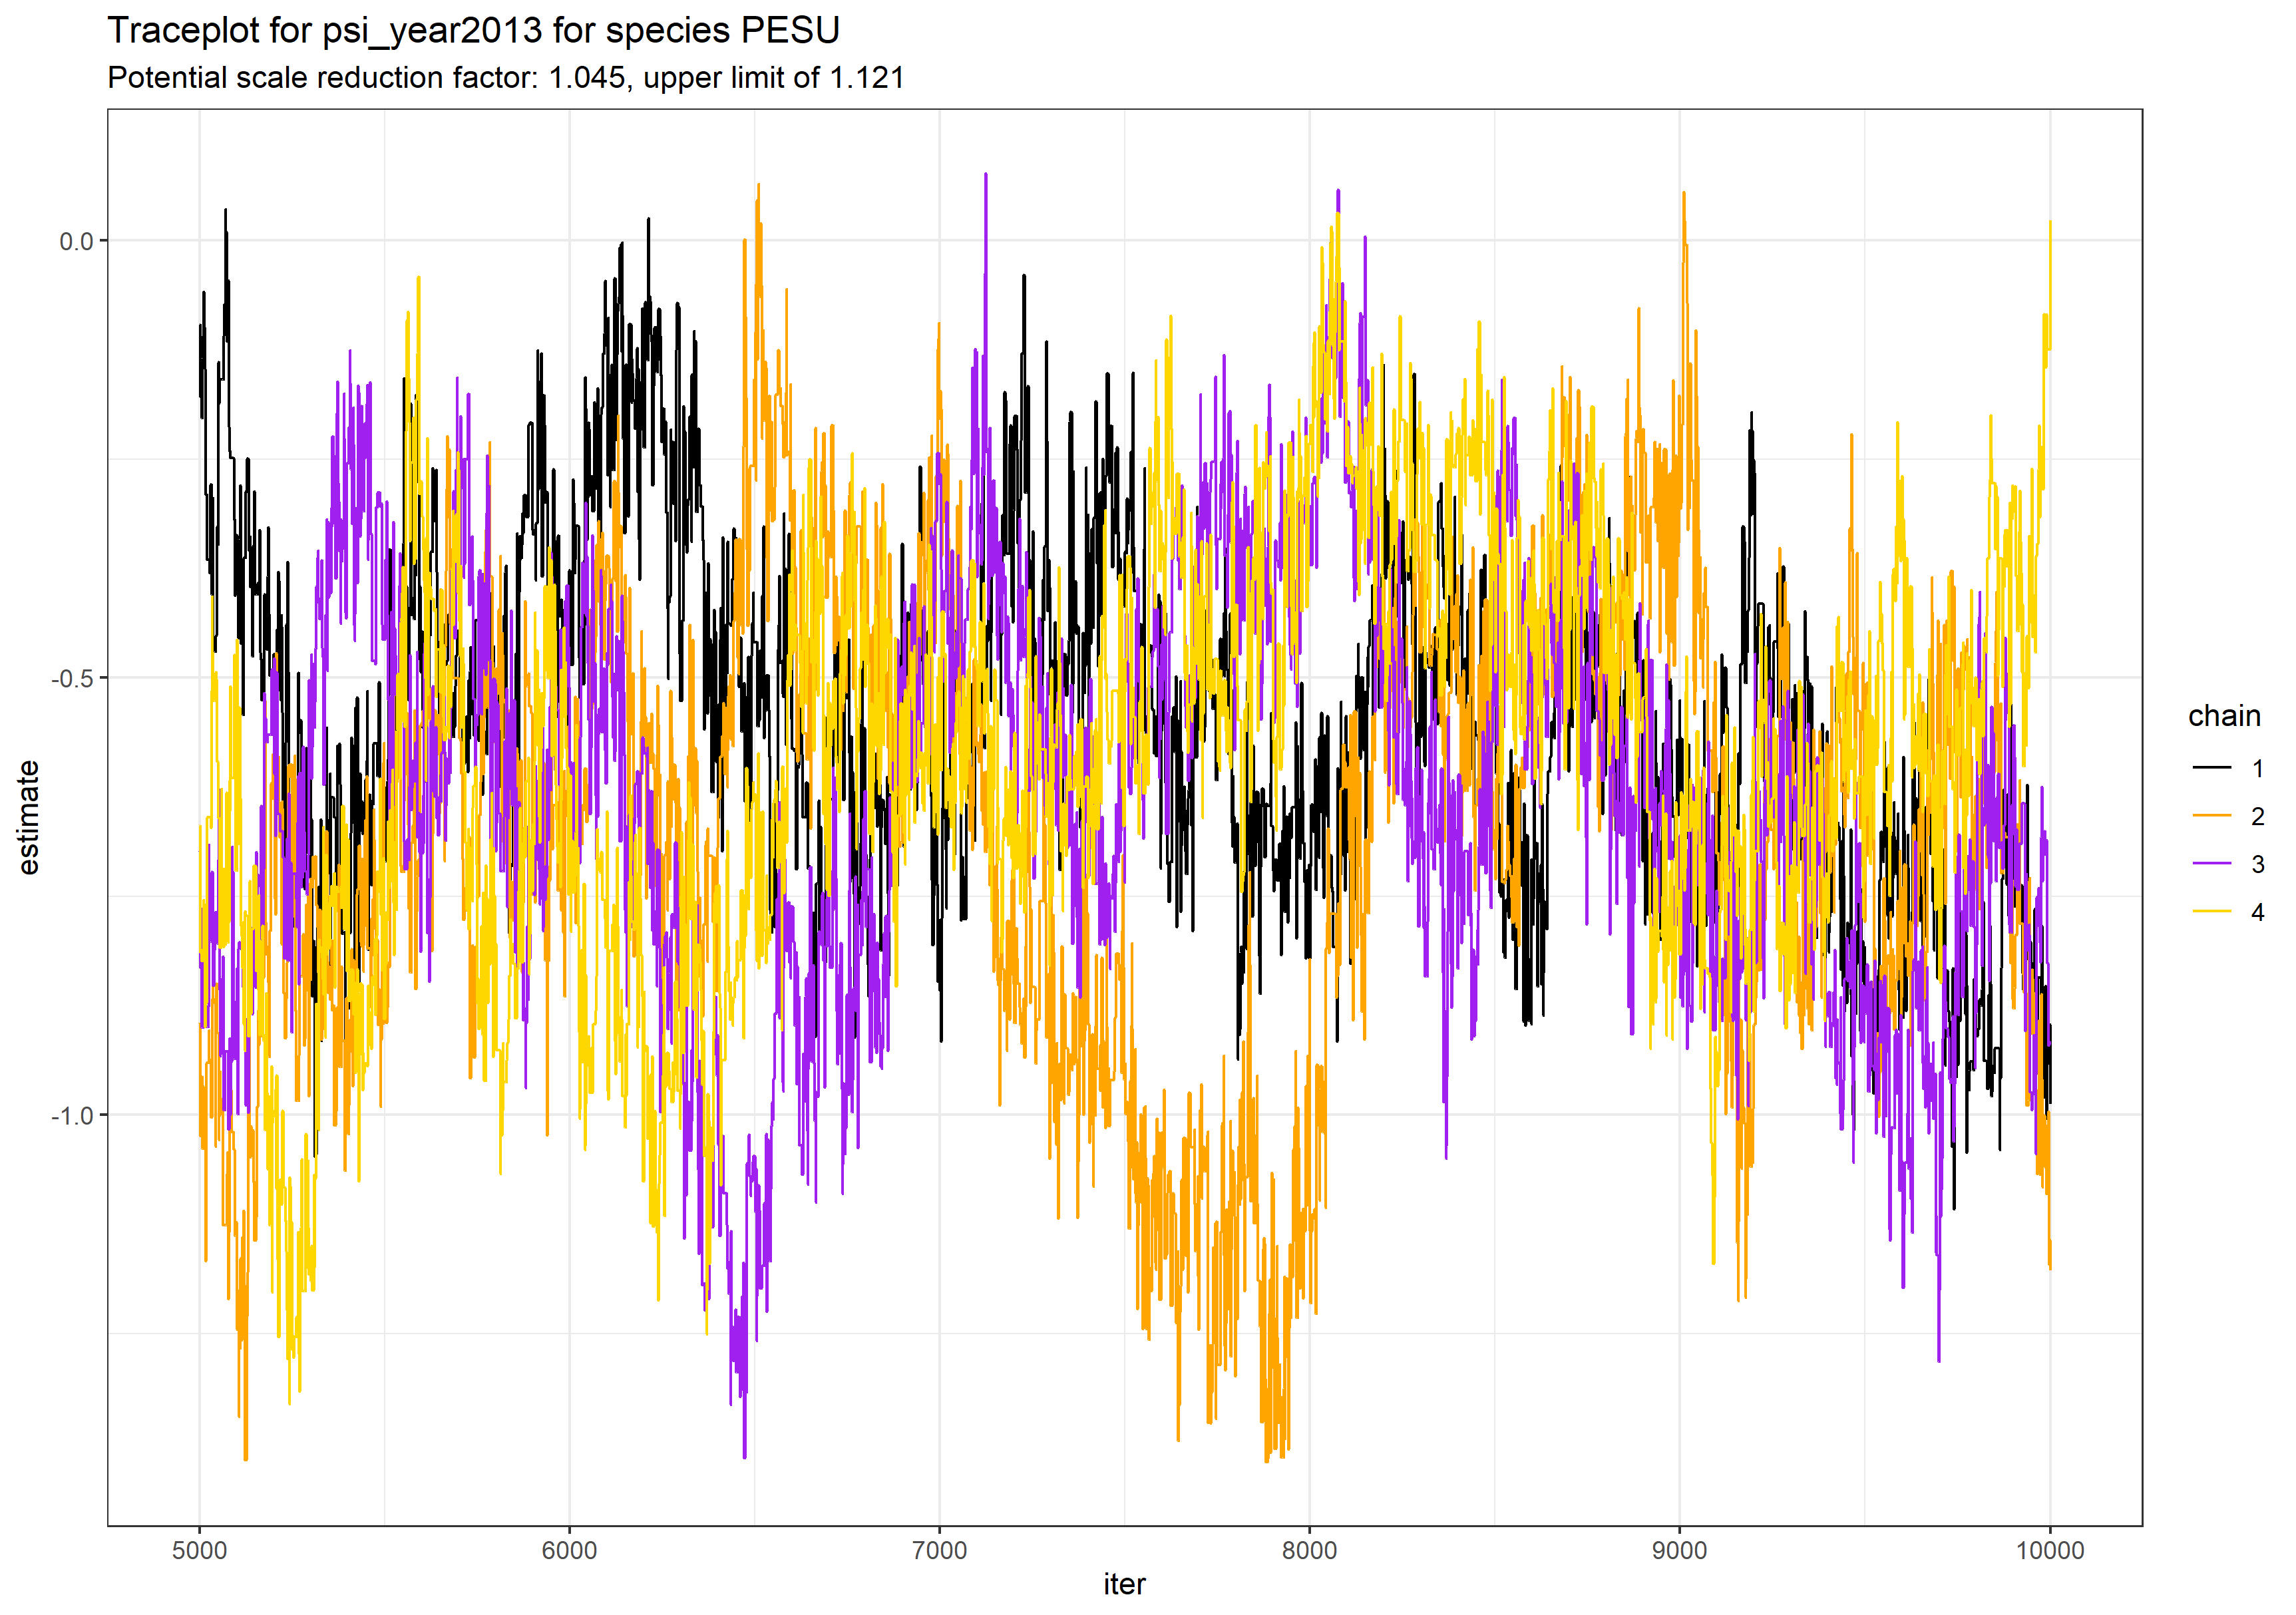 Traceplot for psi_year2013 for species PESU
Potential scale reduction factor: 1.045, upper limit of 1.121
0.0
-0.5
-1.0
estimate
5000 6000 7000 8000 9000 10000
iter
chain
1
2
3
4